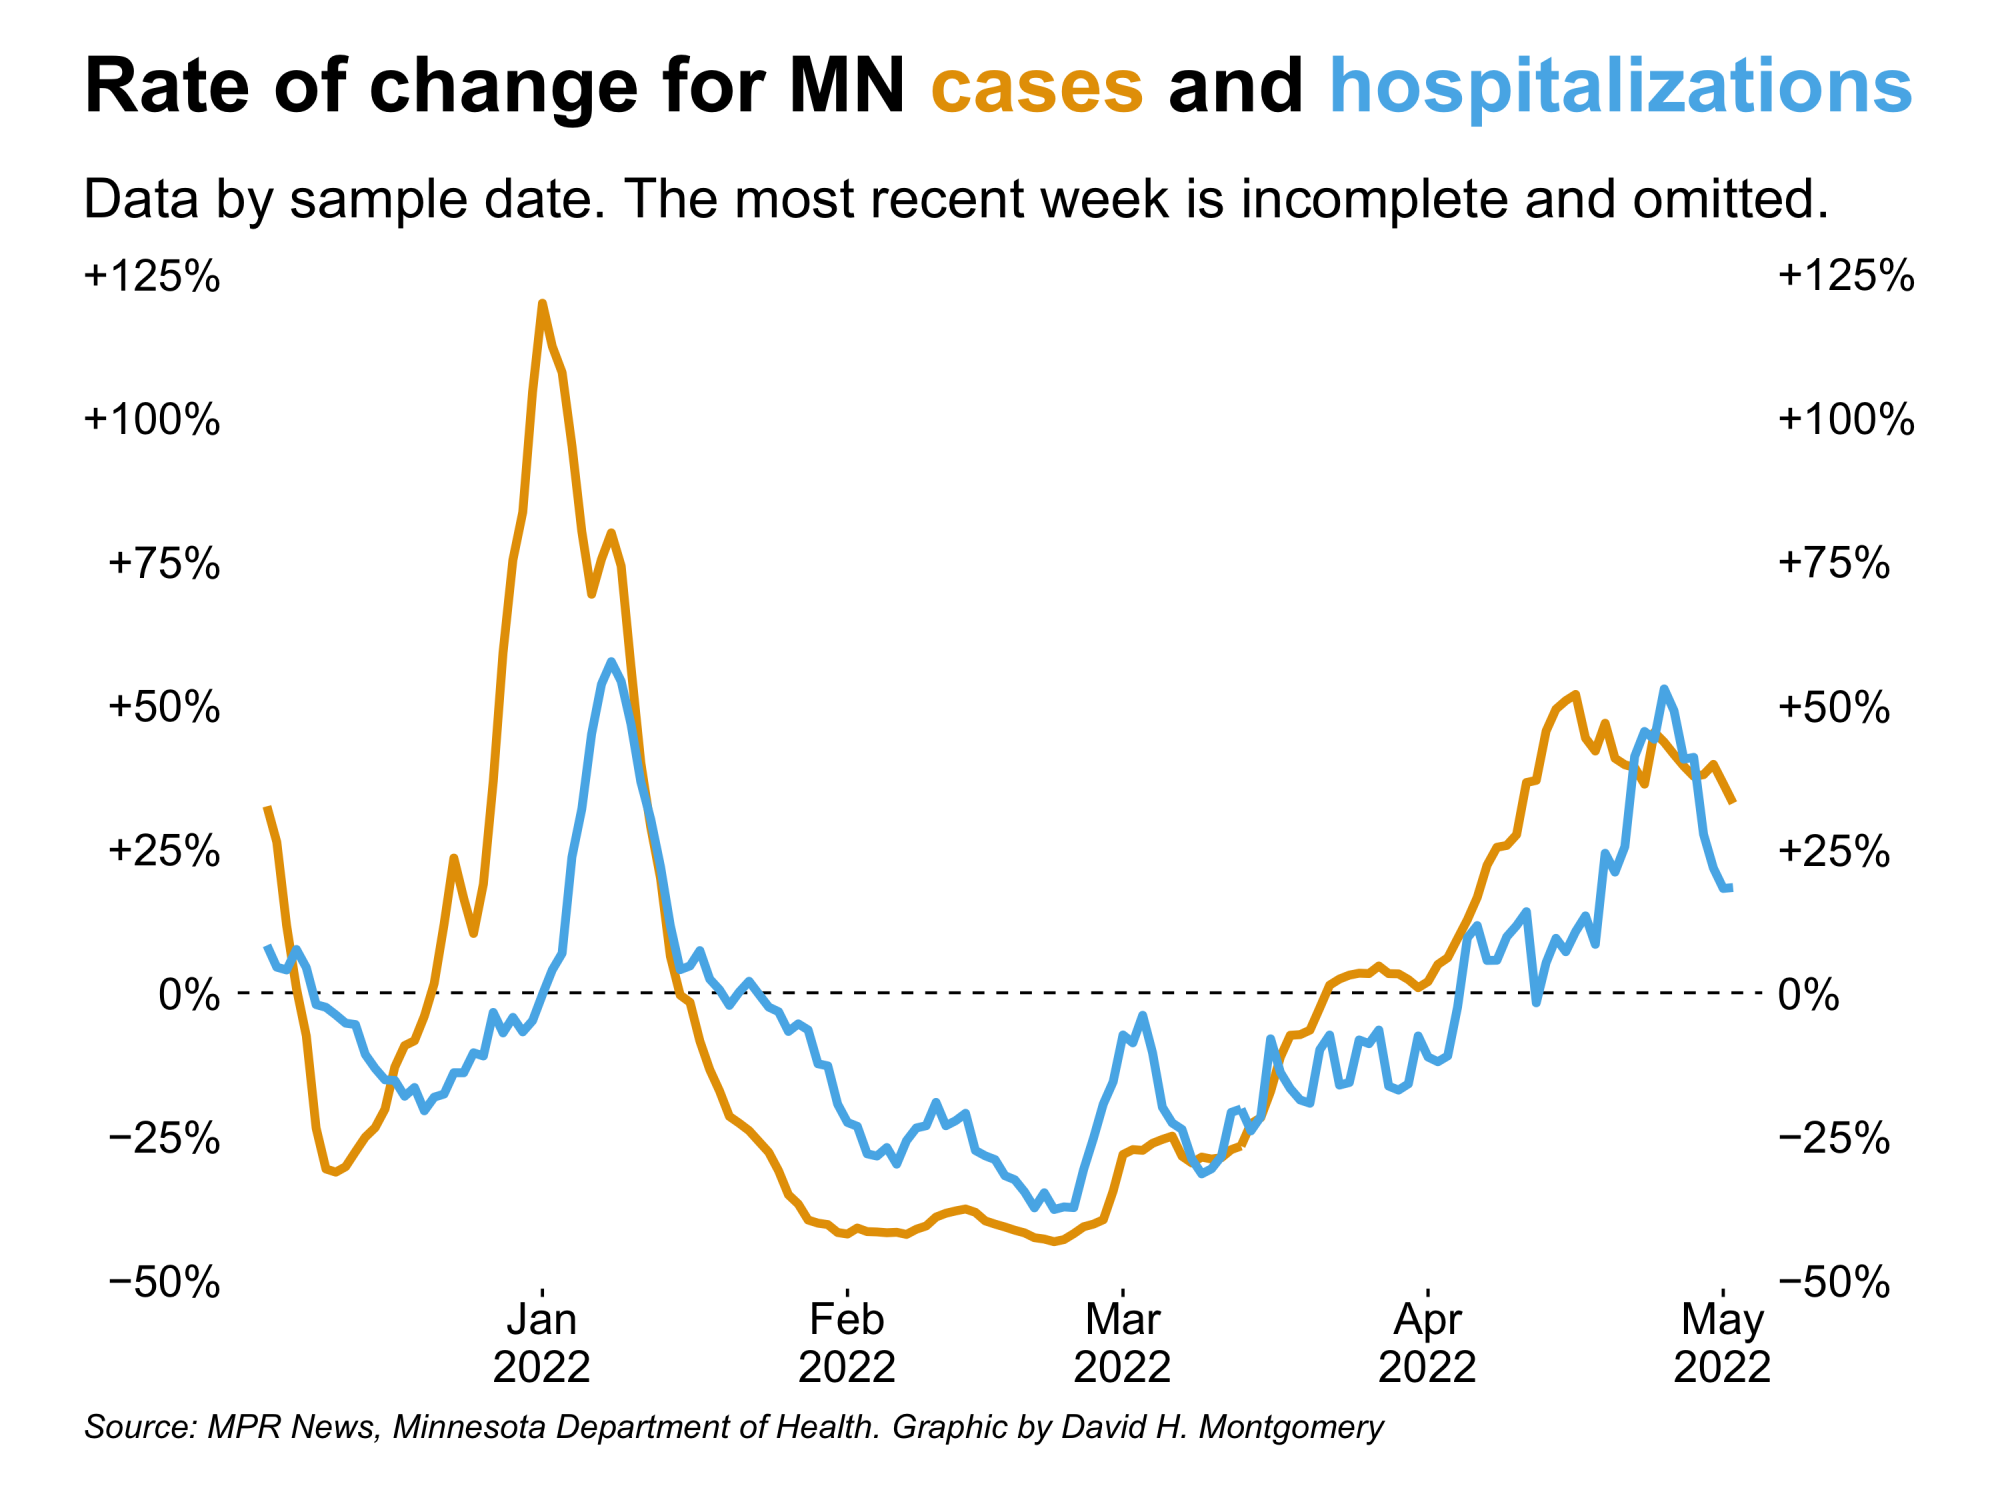 Rate of change for MN cases and hospitalizations
Data by sample date. The most recent week is incomplete and omitted.
+125% +125%
+100% +100%
+75% +75%
+50% +50%
+25% +25%
0% 0%
−25% −25%
−50% −50%
Jan Feb Mar Apr May
2022 2022 2022 2022 2022
Source: MPR News, Minnesota Department of Health. Graphic by David H. Montgomery